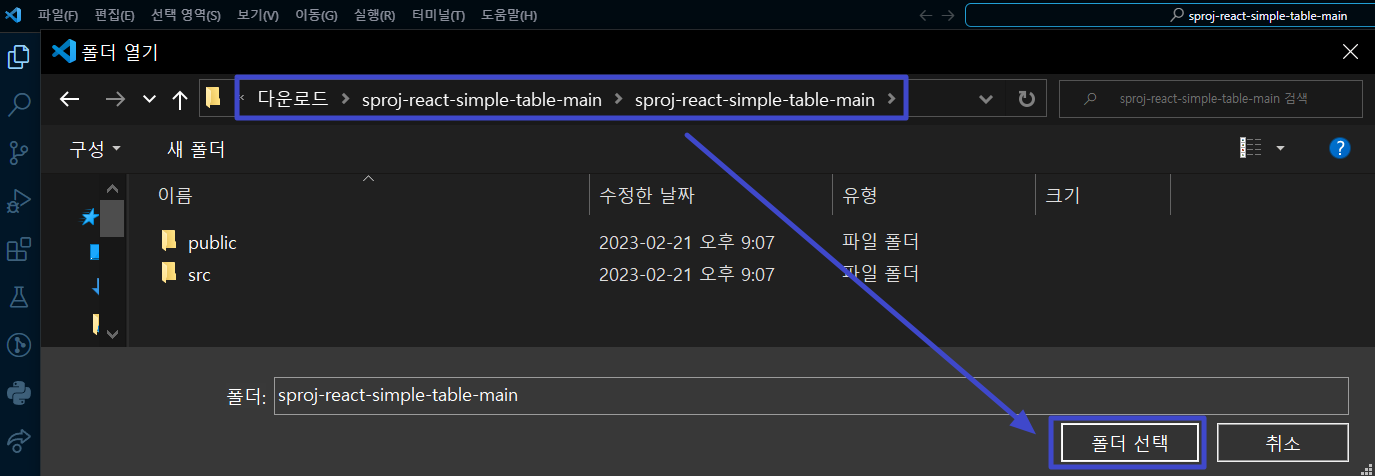 파일(F) 편집(E) 선택 영역(S) 보기(V) 이동(G) 실행(R) 터미널(T) 도움말(H) sproj-react-simple-table-main
폴더 열기
« 다운로드 > sproj-react-simple-table-main > sproj-react-simple-table-main > sproj-react-simple-table-main 검색
구성 새 폴더 ?
이름 수정한 날짜 유형 크기
public 2023-02-21 오후 9:07 파일 폴더
src 2023-02-21 오후 9:07 파일 폴더
폴더: sproj-react-simple-table-main
폴더 선택 취소